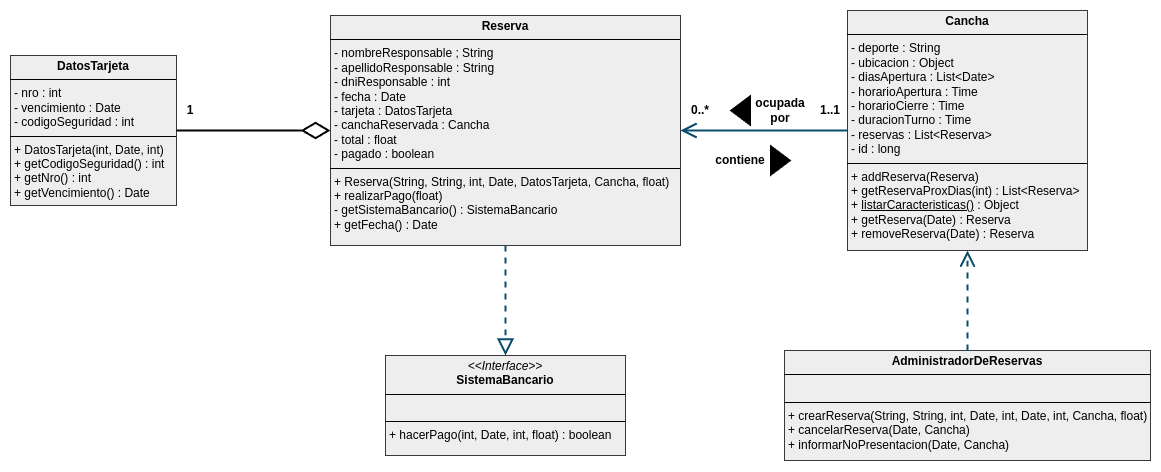 DatosTarjeta
- nro : int
- vencimiento : Date
- codigoSeguridad : int
+ DatosTarjeta(int, Date, int)
+ getCodigoSeguridad() : int
+ getNro() : int
+ getVencimiento() : Date
1
Reserva
- nombreResponsable ; String
- apellidoResponsable : String
- dniResponsable : int
- fecha : Date
- tarjeta : DatosTarjeta
- canchaReservada : Cancha
- total : float
- pagado : boolean
+ Reserva(String, String, int, Date, DatosTarjeta, Cancha, float)
+ realizarPago(float)
- getSistemaBancario() : SistemaBancario
+ getFecha() : Date
0..*
ocupada
por
1..1
contiene
Cancha
- deporte : String
- ubicacion : Object
- diasApertura : List<Date>
- horarioApertura : Time
- horarioCierre : Time
- duracionTurno : Time
- reservas : List<Reserva>
- id : long
+ addReserva(Reserva)
+ getReservaProxDias(int) : List<Reserva>
+ listarCaracteristicas() : Object
+ getReserva(Date) : Reserva
+ removeReserva(Date) : Reserva
<<Interface>>
SistemaBancario
+ hacerPago(int, Date, int, float) : boolean
AdministradorDeReservas
+ crearReserva(String, String, int, Date, int, Date, int, Cancha, float)
+ cancelarReserva(Date, Cancha)
+ informarNoPresentacion(Date, Cancha)